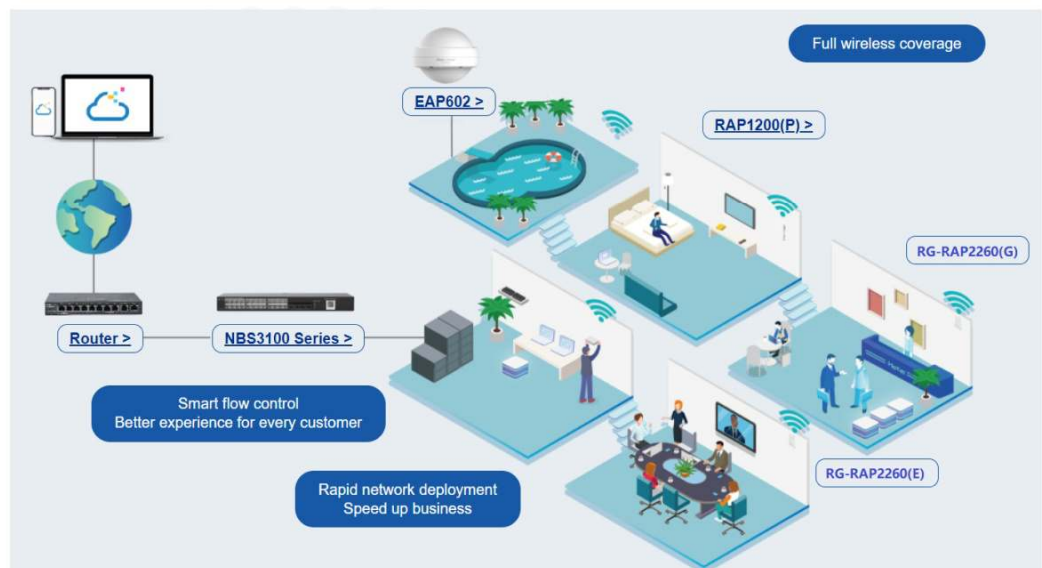 Full wireless coverage
EAP602 >
RAP1200(P) >
RG-RAP2260(G)
Router >
NBS3100 Series >
Smart flow control
Better experience for every customer
RG-RAP2260(E)
Rapid network deployment
Speed up business